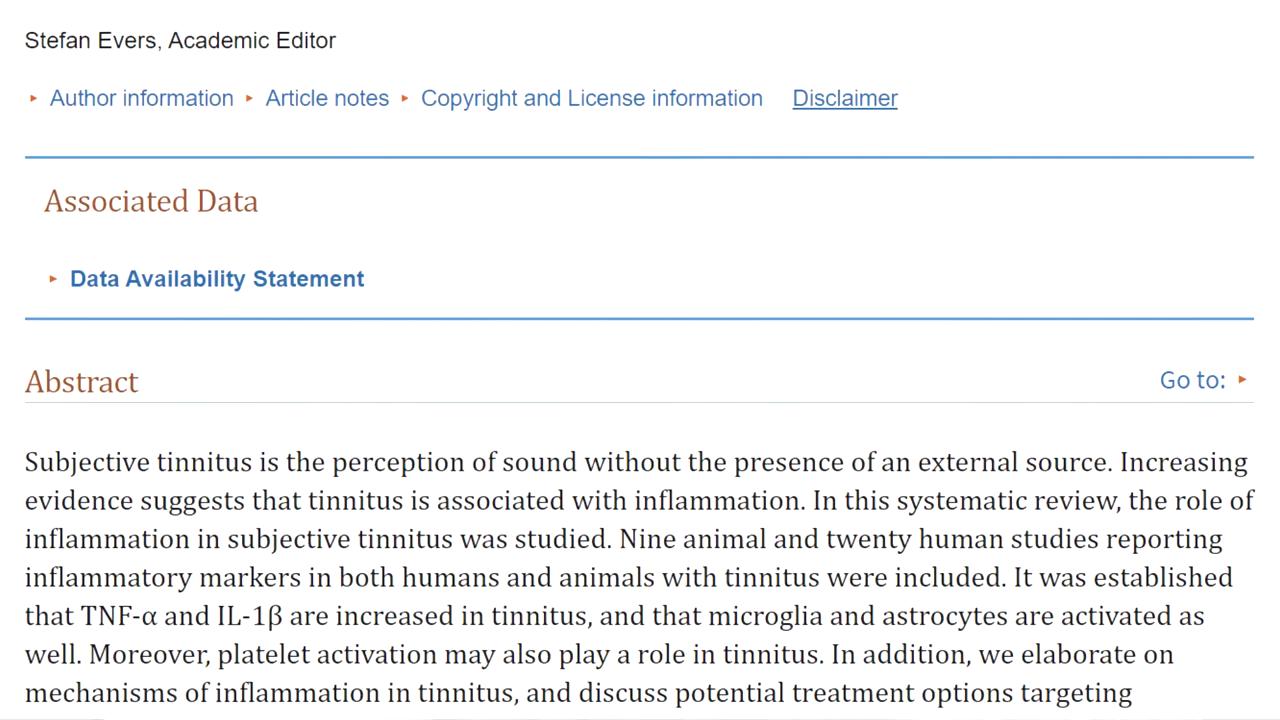 Stefan Evers, Academic Editor
Author information Article notes Copyright and License information Disclaimer
Associated Data
Data Availability Statement
Abstract Go to:
Subjective tinnitus is the perception of sound without the presence of an external source. Increasing
evidence suggests that tinnitus is associated with inflammation. In this systematic review, the role of
inflammation in subjective tinnitus was studied. Nine animal and twenty human studies reporting
inflammatory markers in both humans and animals with tinnitus were included. It was established
that TNF-α and IL-1β are increased in tinnitus, and that microglia and astrocytes are activated as
well. Moreover, platelet activation may also play a role in tinnitus. In addition, we elaborate on
mechanisms of inflammation in tinnitus, and discuss potential treatment options targeting